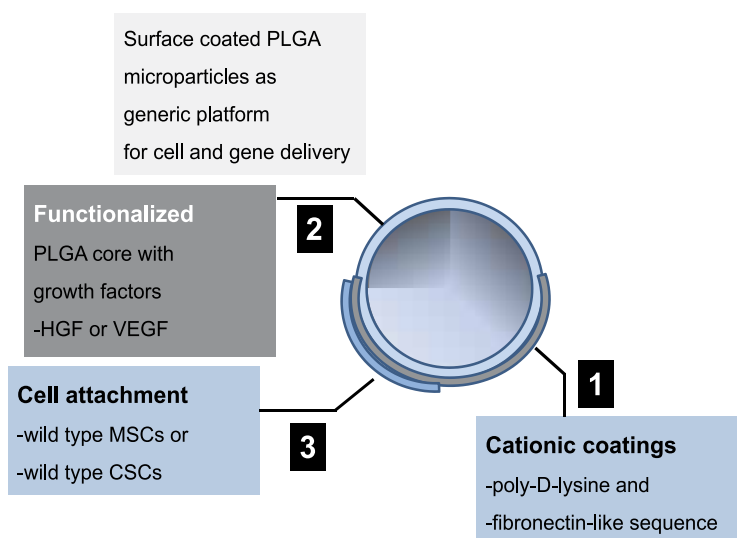 Surface coated PLGA
microparticles as
generic platform
for cell and gene delivery
Functionalized
PLGA core with
growth factors
-HGF or VEGF
2
Cell attachment
-wild type MSCs or
-wild type CSCs
3
1
Cationic coatings
-poly-D-lysine and
-fibronectin-like sequence